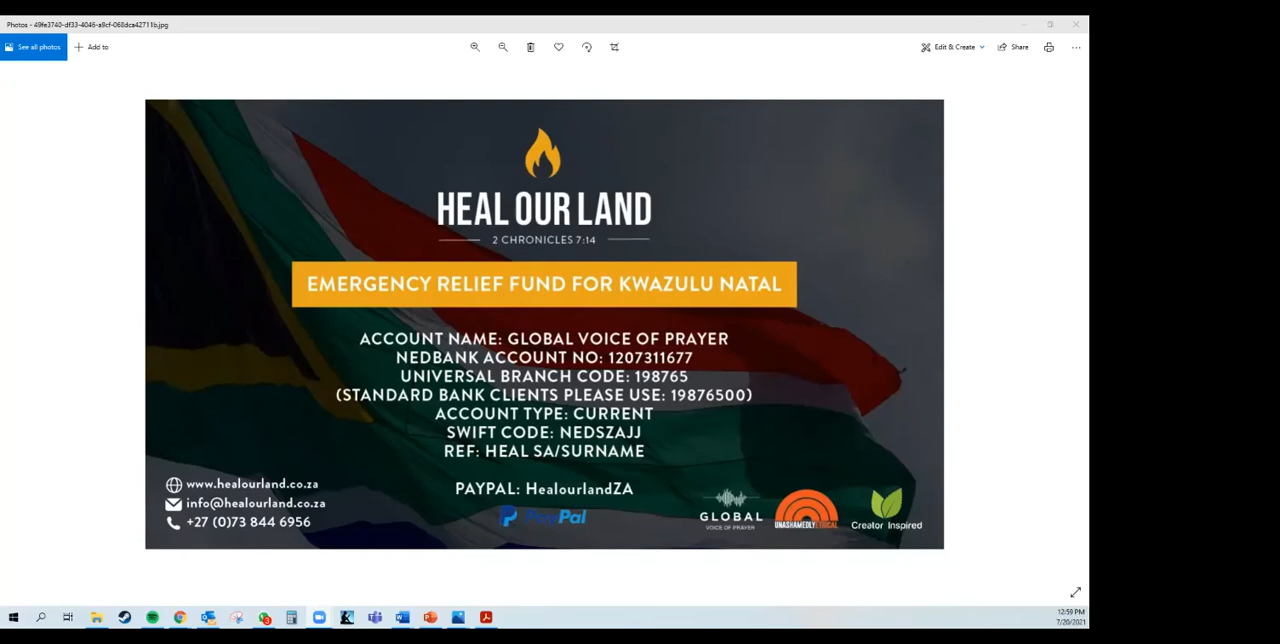 Photos - 49fe3740-df33-4046-a9cf-068dca42711b.jpg
See all photos
Add to
Edit & Create
Share
HEAL OUR LAND
2 CHRONICLES 7:14
EMERGENCY RELIEF FUND FOR KWAZULU NATAL
ACCOUNT NAME: GLOBAL VOICE OF PRAYER
NEDBANK ACCOUNT NO: 1207311677
UNIVERSAL BRANCH CODE: 198765
(STANDARD BANK CLIENTS PLEASE USE: 19876500)
ACCOUNT TYPE: CURRENT
SWIFT CODE: NEDSZAJJ
REF: HEAL SA/SURNAME
PAYPAL: HealourlandZA
PayPal
www.healourland.co.za
info@healourland.co.za
+27 (0)73 844 6956
GLOBAL
VOICE OF PRAYER
UNASHAMEDLYETHICAL
Creator Inspired
12:59 PM
7/20/2021